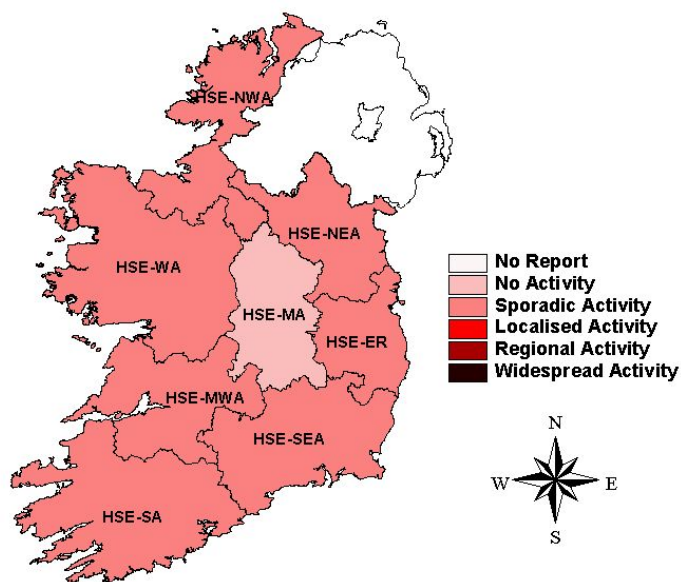 HSE-NWA
HSE-NEA
HSE-WA
HSE-MA
HSE-ER
HSE-MWA
HSE-SEA
HSE-SA
No Report
No Activity
Sporadic Activity
Localised Activity
Regional Activity
Widespread Activity
N
W E
S